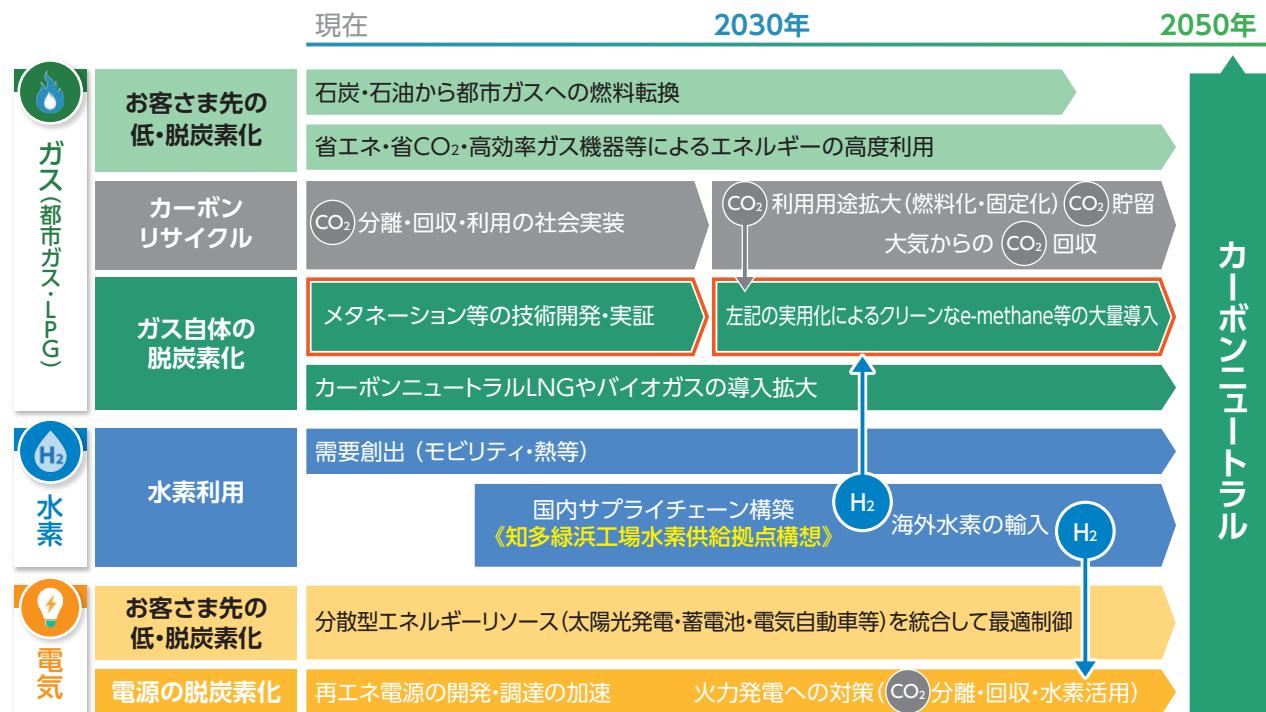 現在
2030年
2050年
ガス(都市ガス・LPG)
お客さま先の
低・脱炭素化
石炭・石油から都市ガスへの燃料転換
省エネ・省CO₂・高効率ガス機器等によるエネルギーの高度利用
カーボン
リサイクル
CO₂分離・回収・利用の社会実装
CO₂利用用途拡大(燃料化・固定化)CO₂貯留
大気からのCO₂回収
ガス自体の
脱炭素化
メタネーション等の技術開発・実証
左記の実用化によるクリーンなe-methane等の大量導入
カーボンニュートラルLNGやバイオガスの導入拡大
H₂
水素
水素利用
需要創出(モビリティ・熱等)
国内サプライチェーン構築
《知多緑浜工場水素供給拠点構想》
H₂
海外水素の輸入
H₂
電気
お客さま先の
低・脱炭素化
分散型エネルギーリソース(太陽光発電・蓄電池・電気自動車等)を統合して最適制御
電源の脱炭素化
再エネ電源の開発・調達の加速
火力発電への対策(CO₂分離・回収・水素活用)
カーボンニュートラル